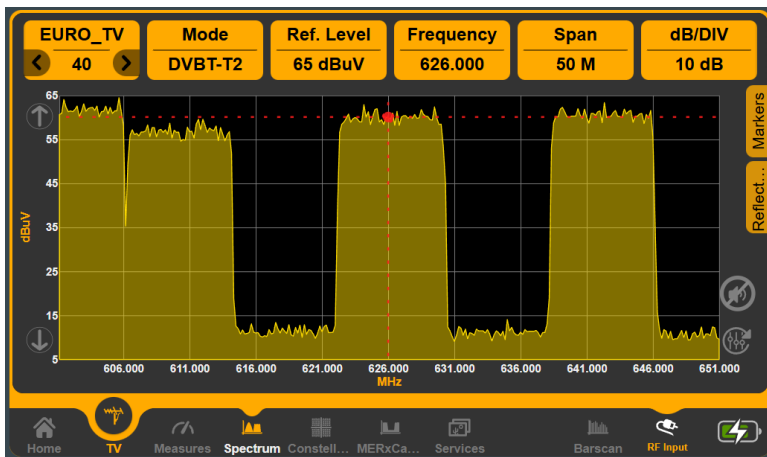 EURO_TV
40
Mode
DVBT-T2
Ref. Level
65 dBuV
Frequency
626.000
Span
50 M
dB/DIV
10 dB
65
55
45
35
25
15
5
dBuV
606.000 611.000 616.000 621.000 626.000 631.000 636.000 641.000 646.000 651.000
MHz
Markers
Reflect...
Home
TV
Measures
Spectrum
Constell...
MERxCa...
Services
Barscan
RF Input